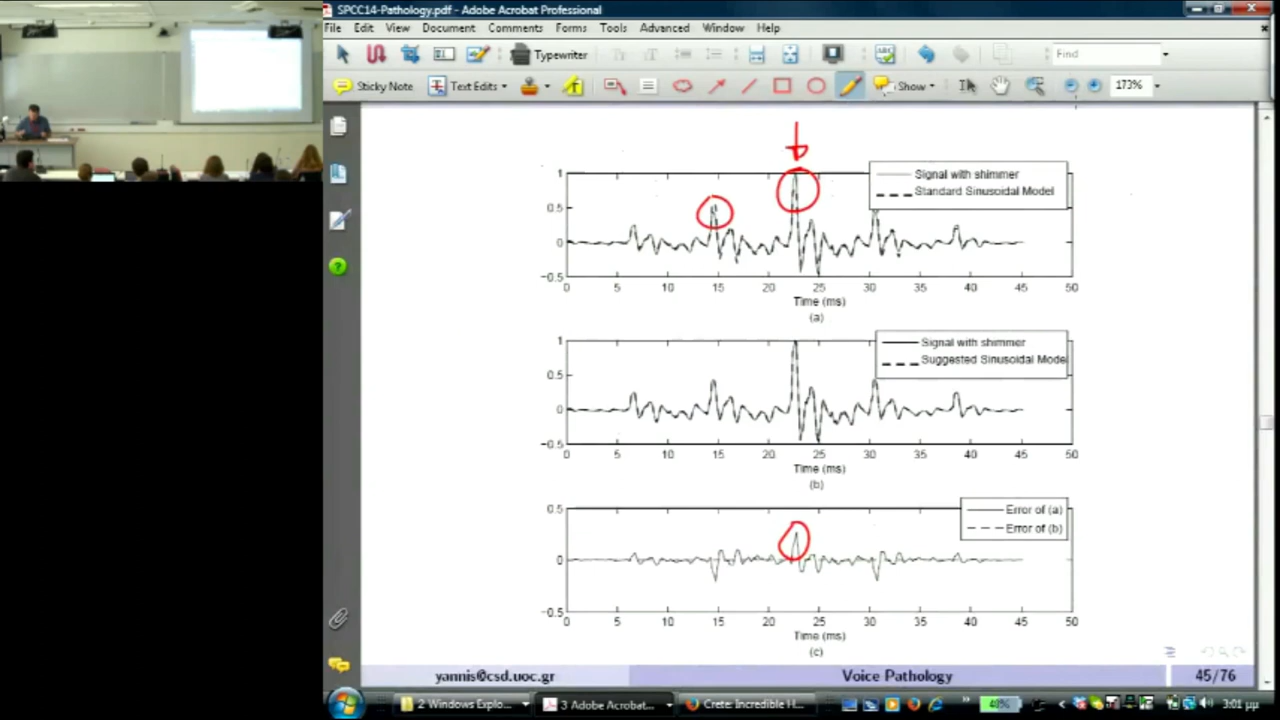 SPCC14-Pathology.pdf - Adobe Acrobat Professional
File Edit View Document Comments Forms Tools Advanced Window Help
Typewriter Find
Sticky Note Text Edits Show 173%
Signal with shimmer
Standard Sinusoidal Model
1
0.5
0
-0.5
0 5 10 15 20 25 30 35 40 45 50
Time (ms)
(a)
Signal with shimmer
Suggested Sinusoidal Mode
1
0.5
0
-0.5
0 5 10 15 20 25 30 35 40 45 50
Time (ms)
(b)
Error of (a)
Error of (b)
0.5
0
-0.5
0 5 10 15 20 25 30 35 40 45 50
Time (ms)
(c)
yannis@csd.uoc.gr Voice Pathology 45/76
2 Windows Explo... 3 Adobe Acrobat... Crete: Incredible H... 3:01 μμ